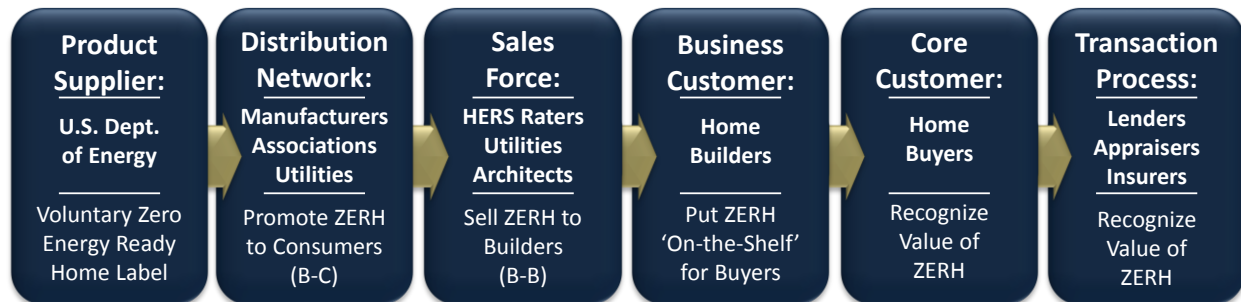 Product
Supplier:
U.S. Dept.
of Energy
Voluntary Zero
Energy Ready
Home Label
Distribution
Network:
Manufacturers
Associations
Utilities
Promote ZERH
to Consumers
(B-C)
Sales
Force:
HERS Raters
Utilities
Architects
Sell ZERH to
Builders
(B-B)
Business
Customer:
Home
Builders
Put ZERH
‘On-the-Shelf’
for Buyers
Core
Customer:
Home
Buyers
Recognize
Value of
ZERH
Transaction
Process:
Lenders
Appraisers
Insurers
Recognize
Value of
ZERH